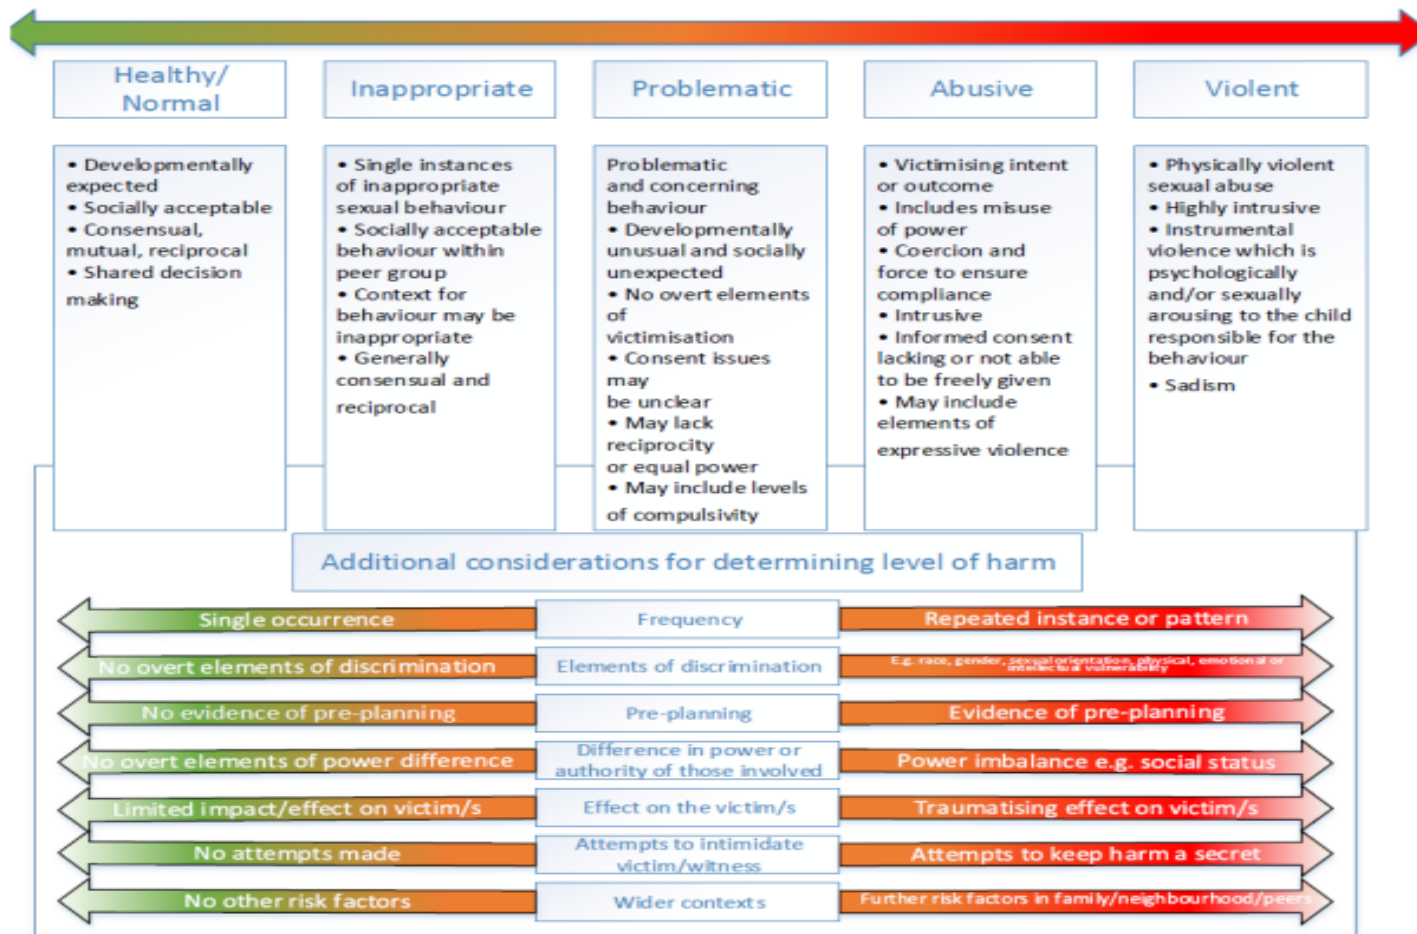 Healthy/
Normal
Inappropriate
Problematic
Abusive
Violent
• Developmentally
expected
• Socially acceptable
• Consensual,
mutual, reciprocal
• Shared decision
making
• Single instances
of inappropriate
sexual behaviour
• Socially acceptable
behaviour within
peer group
• Context for
behaviour may be
inappropriate
• Generally
consensual and
reciprocal
Problematic
and concerning
behaviour
• Developmentally
unusual and socially
unexpected
• No overt elements
of
victimisation
• Consent issues
may
be unclear
• May lack
reciprocity
or equal power
• May include levels
of compulsivity
• Victimising intent
or outcome
• Includes misuse
of power
• Coercion and
force to ensure
compliance
• Intrusive
• Informed consent
lacking or not able
to be freely given
• May include
elements of
expressive violence
• Physically violent
sexual abuse
• Highly intrusive
• Instrumental
violence which is
psychologically
and/or sexually
arousing to the child
responsible for the
behaviour
• Sadism
Additional considerations for determining level of harm
Single occurrence
Frequency
Repeated instance or pattern
No overt elements of discrimination
Elements of discrimination
E.g. race, gender, sexual orientation, physical, emotional or
intellectual vulnerability
No evidence of pre-planning
Pre-planning
Evidence of pre-planning
No overt elements of power difference
Difference in power or
authority of those involved
Power imbalance e.g. social status
Limited impact/effect on victim/s
Effect on the victim/s
Traumatising effect on victim/s
No attempts made
Attempts to intimidate
victim/witness
Attempts to keep harm a secret
No other risk factors
Wider contexts
Further risk factors in family/neighbourhood/peers